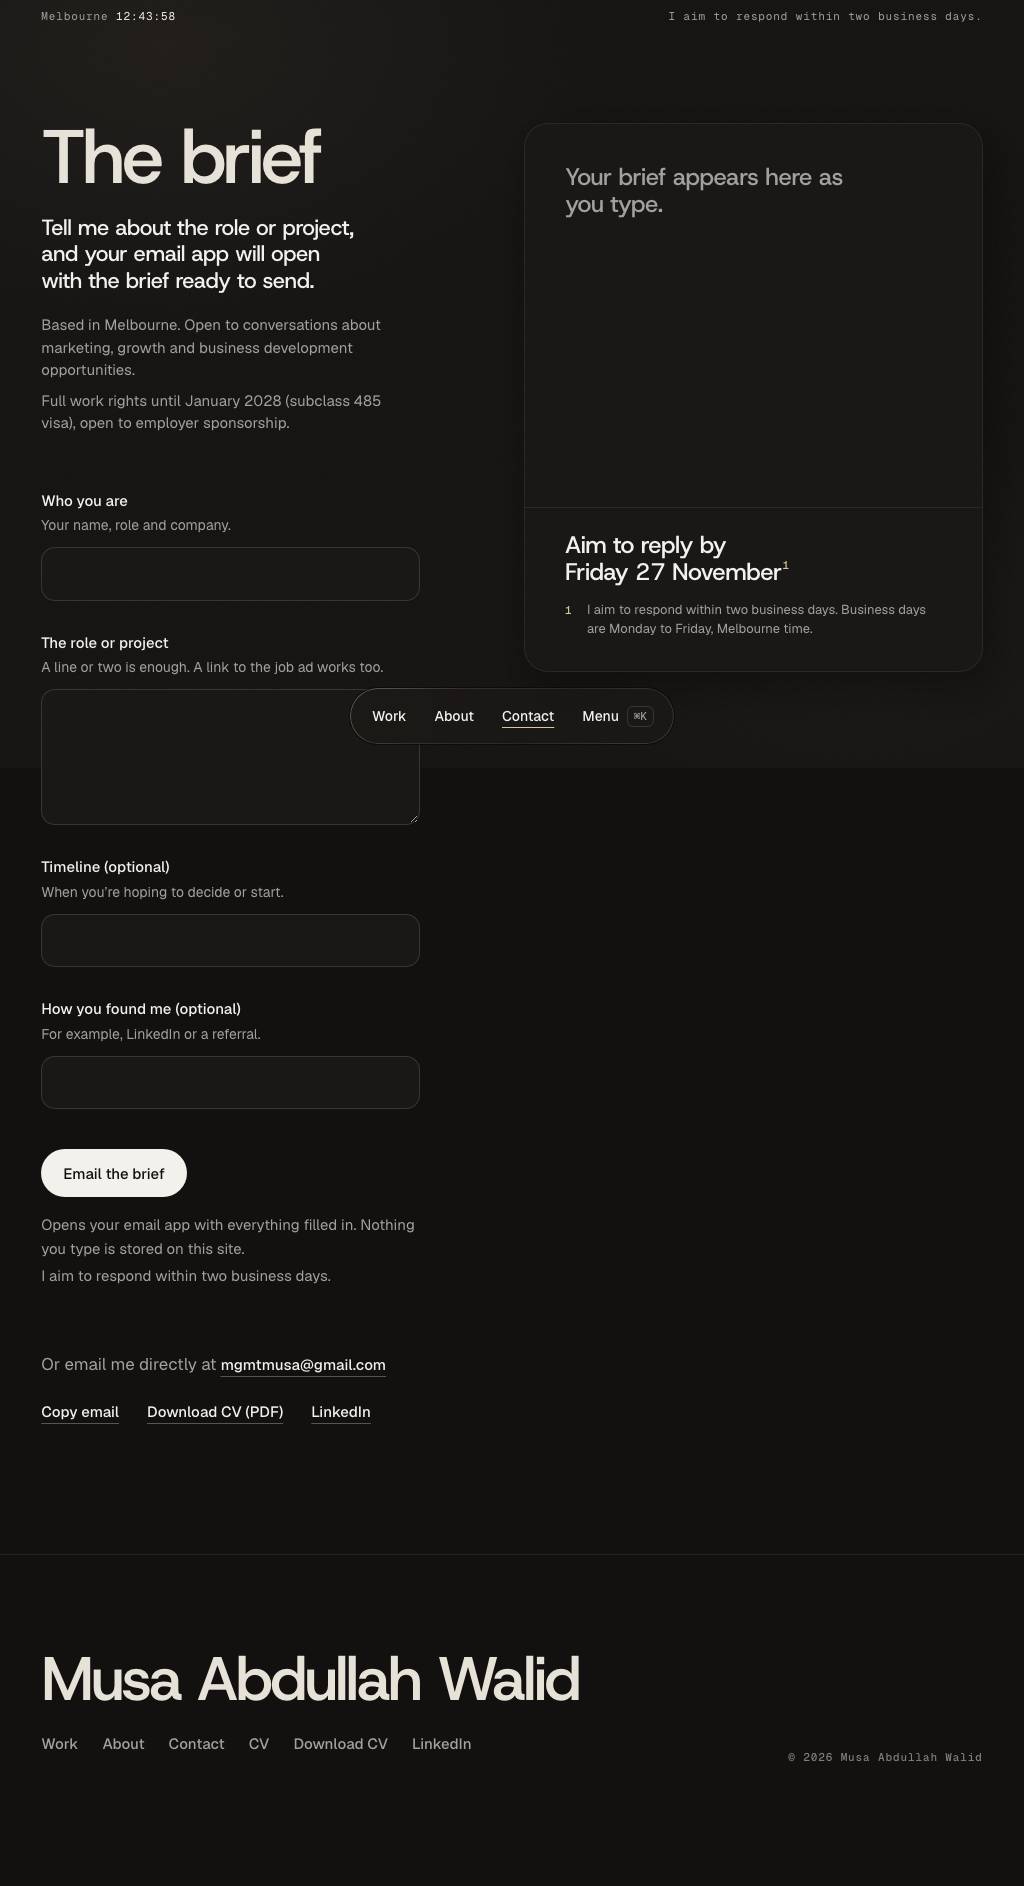 Melbourne 12:43:58
I aim to respond within two business days.
The brief
Tell me about the role or project,
and your email app will open
with the brief ready to send.
Based in Melbourne. Open to conversations about
marketing, growth and business development
opportunities.
Full work rights until January 2028 (subclass 485
visa), open to employer sponsorship.
Who you are
Your name, role and company.
The role or project
A line or two is enough. A link to the job ad works too.
Timeline (optional)
When you're hoping to decide or start.
How you found me (optional)
For example, LinkedIn or a referral.
Email the brief
Opens your email app with everything filled in. Nothing
you type is stored on this site.
I aim to respond within two business days.
Or email me directly at mgmtmusa@gmail.com
Copy email Download CV (PDF) LinkedIn
Your brief appears here as
you type.
Aim to reply by
Friday 27 November1
1 I aim to respond within two business days. Business days
are Monday to Friday, Melbourne time.
Work About Contact Menu ⌘K
Musa Abdullah Walid
Work About Contact CV Download CV LinkedIn
© 2026 Musa Abdullah Walid